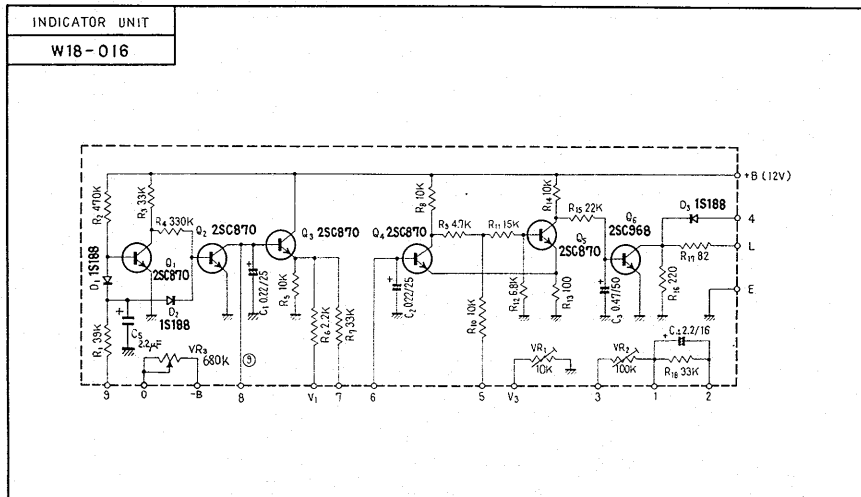 INDICATOR UNIT
W18-016
+B (12V)
R2 470K
R3 33K
R4 330K
Q2 2SC870
Q1
2SC870
D1 1S188
D2
1S188
C5
2.2μF
R1 39K
VR3
680K
9
C1 0.22/25
Q3 2SC870
R5 10K
R6 2.2K
R7 33K
R8 10K
Q4 2SC870
R9 4.7K
R11 15K
C2 022/25
R10 10K
R12 6.8K
R14 10K
Q5
2SC870
R13 100
R15 22K
Q6
2SC968
C3 0.47/50
D3 1S188
4
R17 82
L
R16 220
E
VR1
10K
VR2
100K
C4 2.2/16
R18 33K
9
0
-B
8
V1
7
6
5
V3
3
1
2